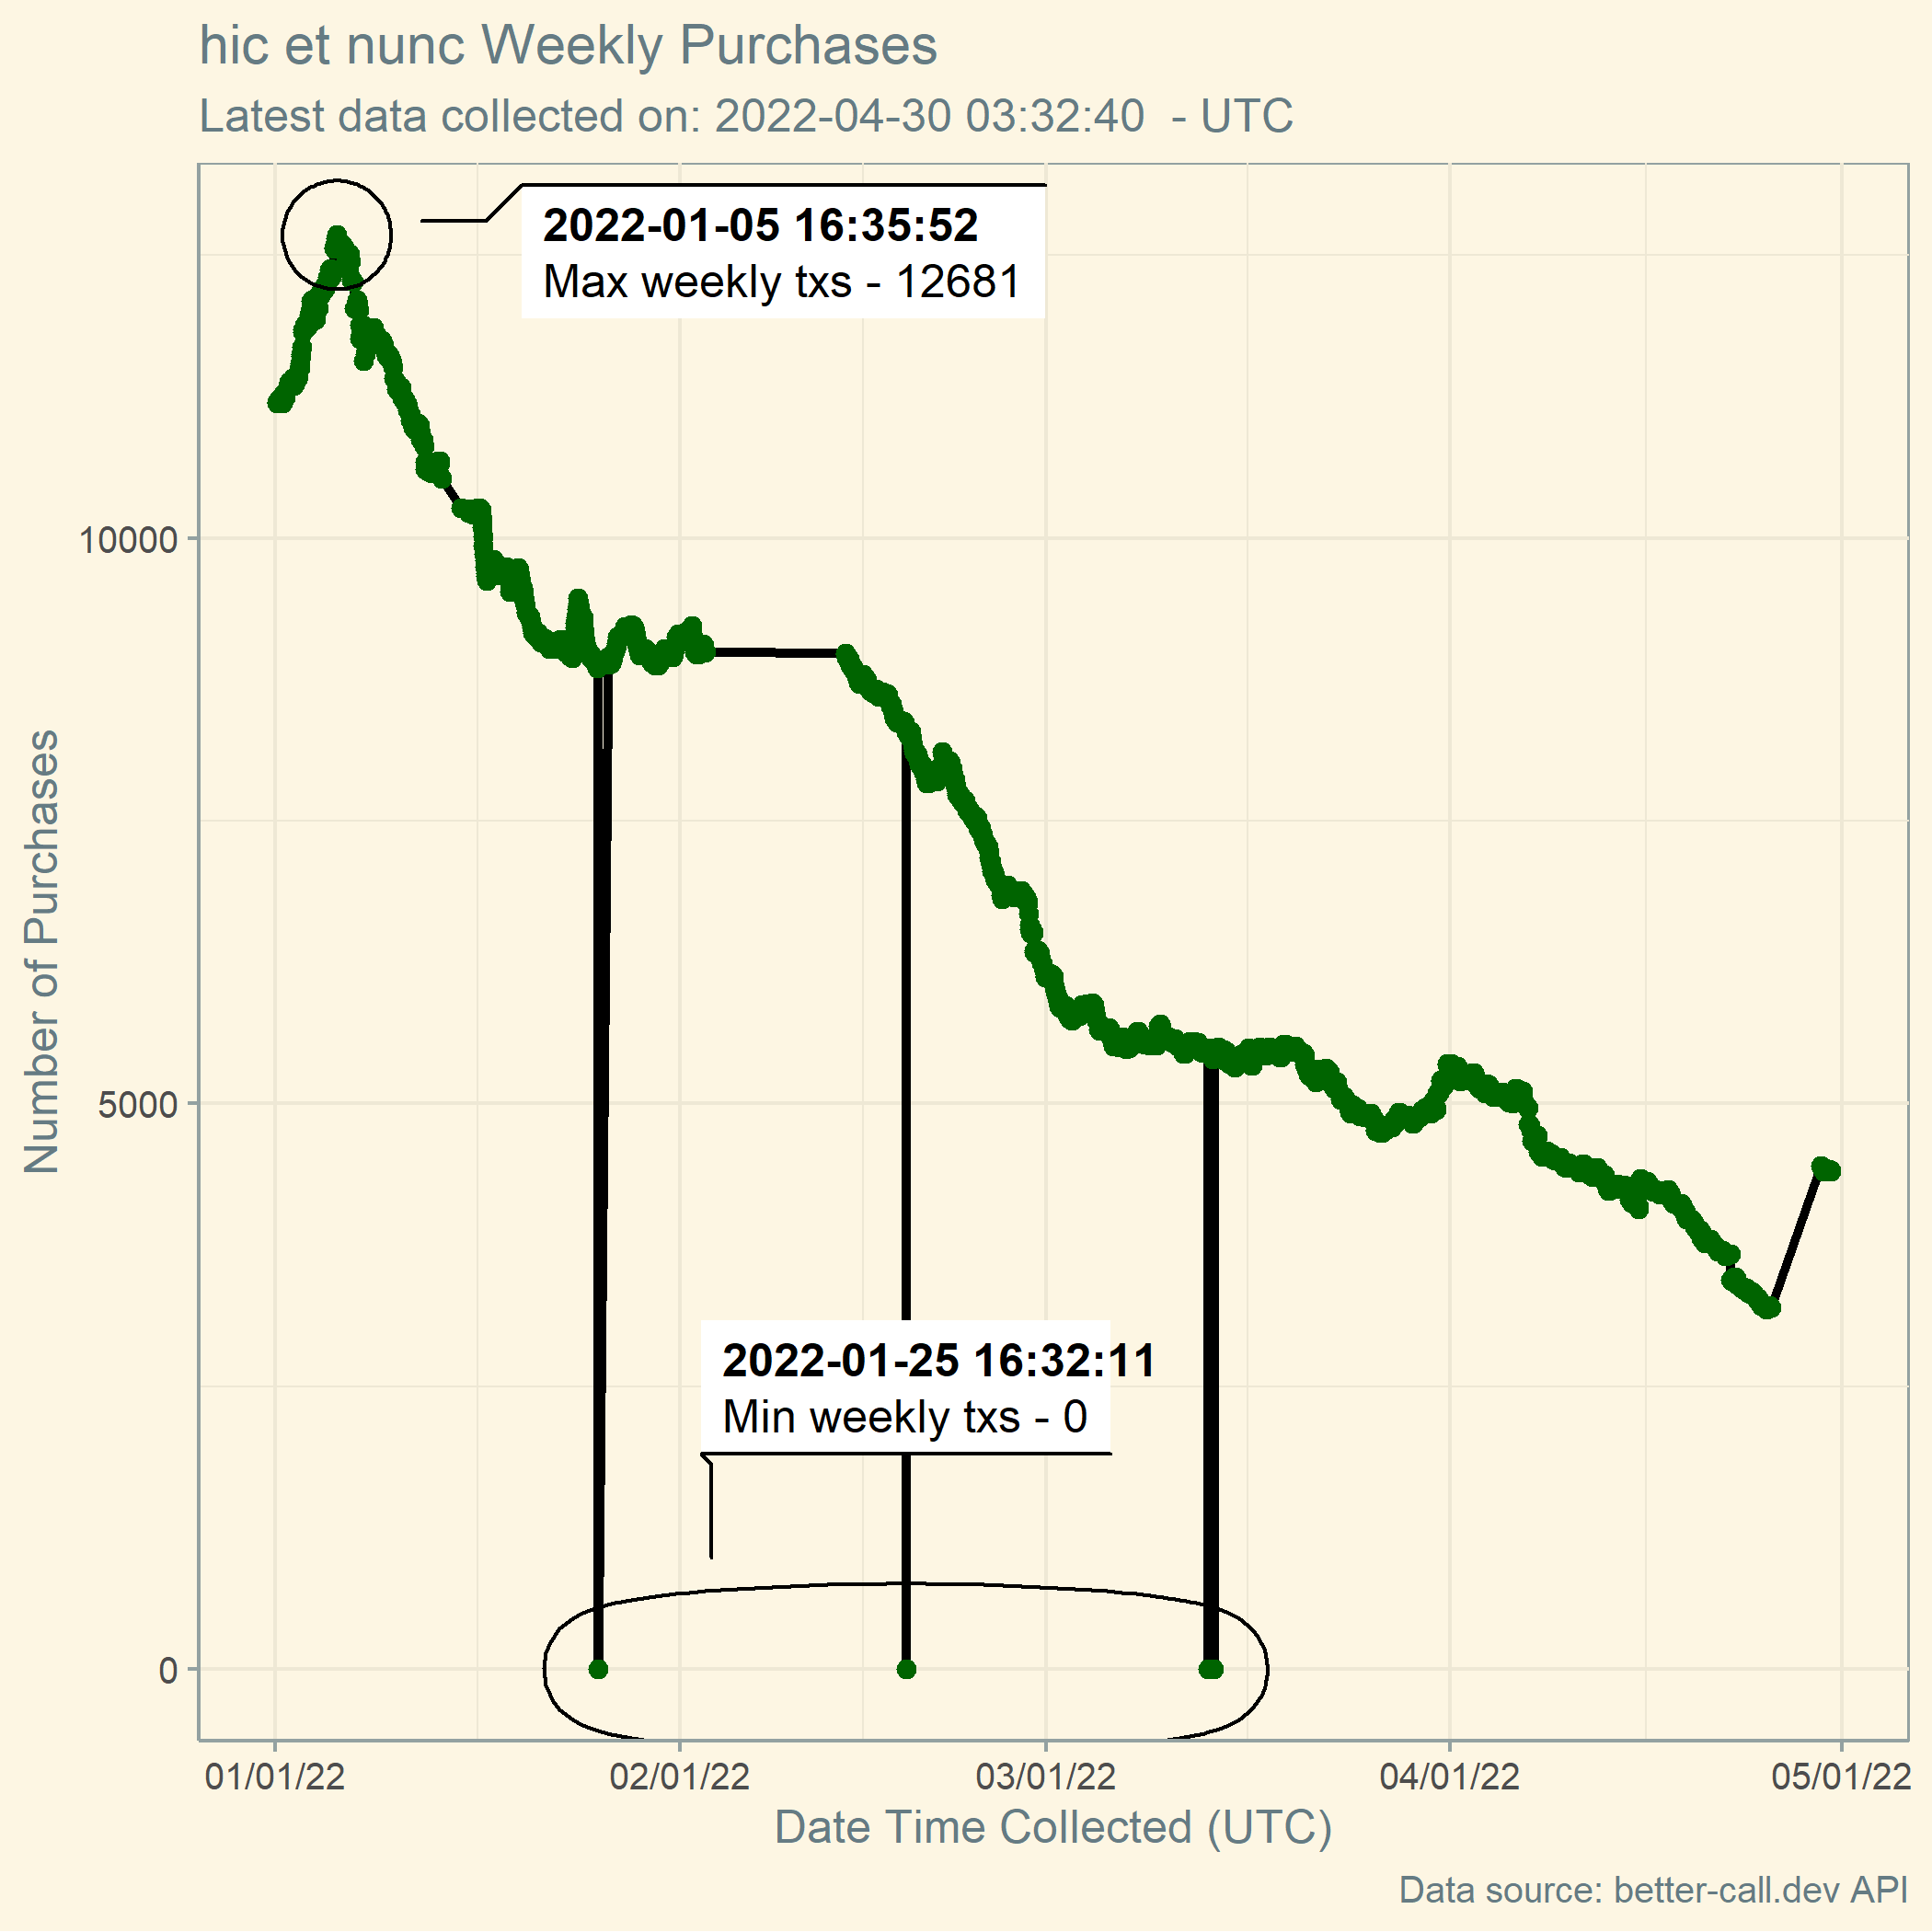 hic et nunc Weekly Purchases
Latest data collected on: 2022-04-30 03:32:40  - UTC
2022-01-05 16:35:52
Max weekly txs - 12681
10000
5000
0
Number of Purchases
2022-01-25 16:32:11
Min weekly txs - 0
01/01/22 02/01/22 03/01/22 04/01/22 05/01/22
Date Time Collected (UTC)
Data source: better-call.dev API